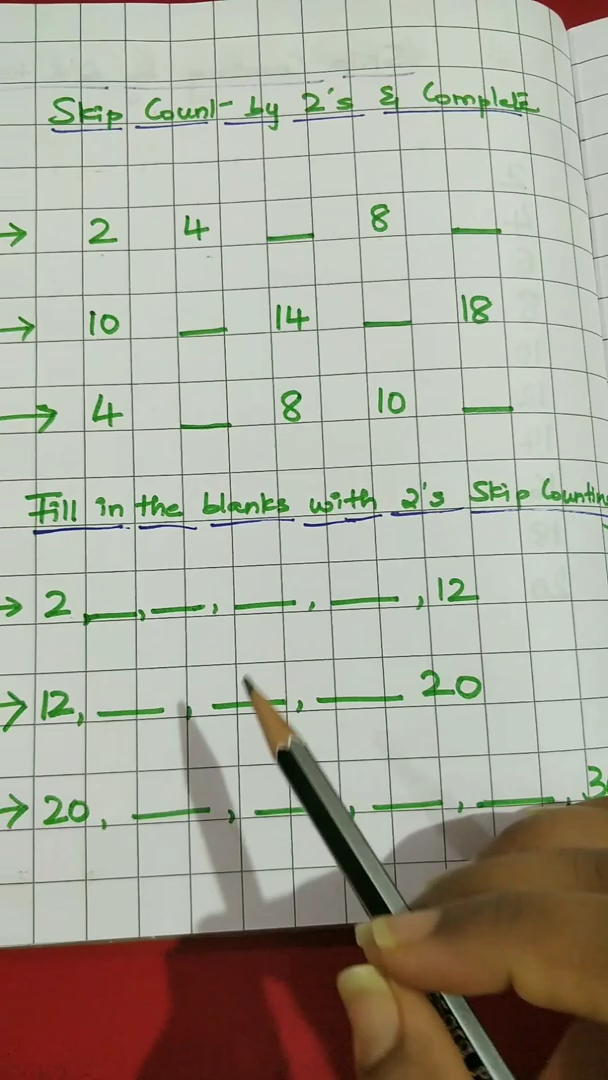 Skip Count by 2's & Complete
→ 2 4 __ 8 __
→ 10 __ 14 __ 18
→ 4 __ 8 10 __
Fill in the blanks with 2's Skip Counting
→ 2 __, __, __, __, 12
→ 12, __, __, __ 20
→ 20, __, __, __, __,